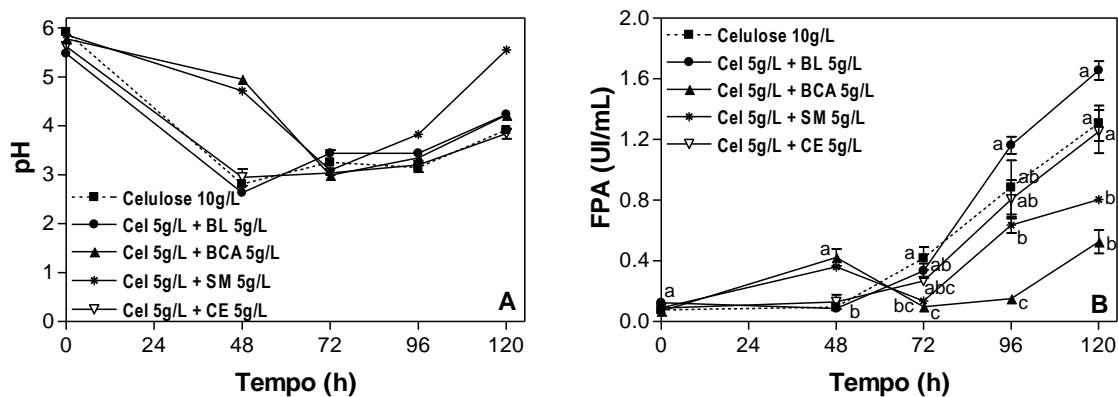 6
5
4
3
2
1
0
pH
Celulose 10g/L
Cel 5g/L + BL 5g/L
Cel 5g/L + BCA 5g/L
Cel 5g/L + SM 5g/L
Cel 5g/L + CE 5g/L
A
0 24 48 72 96 120
Tempo (h)
2.0
1.6
1.2
0.8
0.4
0.0
FPA (UI/mL)
Celulose 10g/L
Cel 5g/L + BL 5g/L
Cel 5g/L + BCA 5g/L
Cel 5g/L + SM 5g/L
Cel 5g/L + CE 5g/L
a
a
b
a
ab
abc
bc
c
a
ab
ab
b
c
a
a
a
b
b
B
0 24 48 72 96 120
Tempo (h)